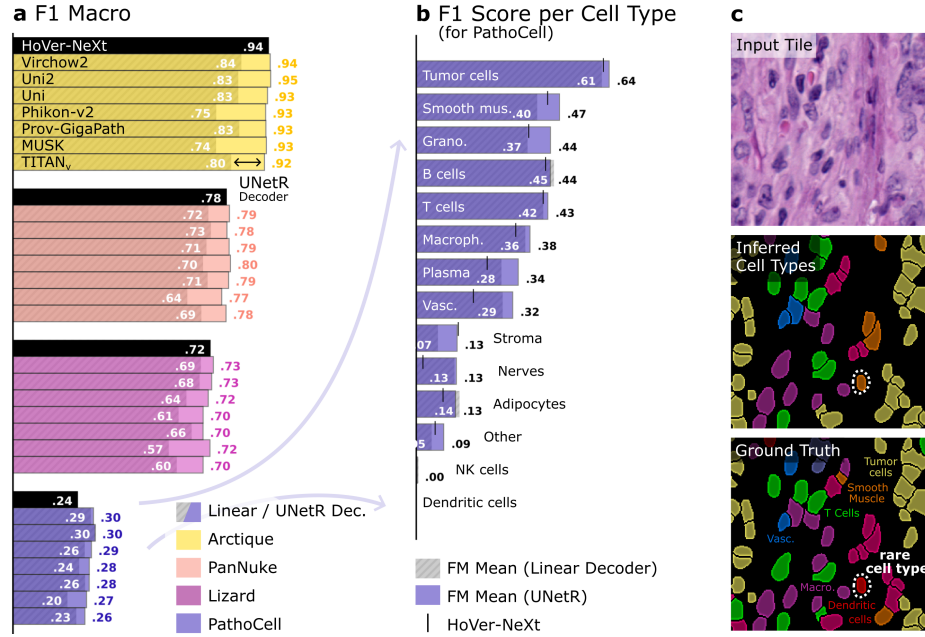 a F1 Macro
HoVer-NeXt .94
Virchow2 .84 .94
Uni2 .83 .95
Uni .83 .93
Phikon-v2 .75 .93
Prov-GigaPath .83 .93
MUSK .74 .93
TITANv .80 .92
UNetR
Decoder
.78
.72 .79
.73 .78
.71 .79
.70 .80
.71 .79
.64 .77
.69 .78
.72
.69 .73
.68 .73
.64 .72
.61 .70
.66 .70
.57 .72
.60 .70
.24
.29 .30
.30 .30
.26 .29
.24 .28
.26 .28
.20 .27
.23 .26
Linear / UNetR Dec.
Arctique
PanNuke
Lizard
PathoCell
b F1 Score per Cell Type
(for PathoCell)
Tumor cells .61 .64
Smooth mus. .40 .47
Grano. .37 .44
B cells .45 .44
T cells .42 .43
Macroph. .36 .38
Plasma .28 .34
Vasc. .29 .32
07 .13 Stroma
.13 .13 Nerves
.14 .13 Adipocytes
05 .09 Other
.00 NK cells
Dendritic cells
FM Mean (Linear Decoder)
FM Mean (UNetR)
HoVer-NeXt
c
Input Tile
Inferred
Cell Types
Ground Truth
Tumor
cells
Smooth
Muscle
T Cells
Vasc.
rare
cell type
Macro.
Dendritic
cells